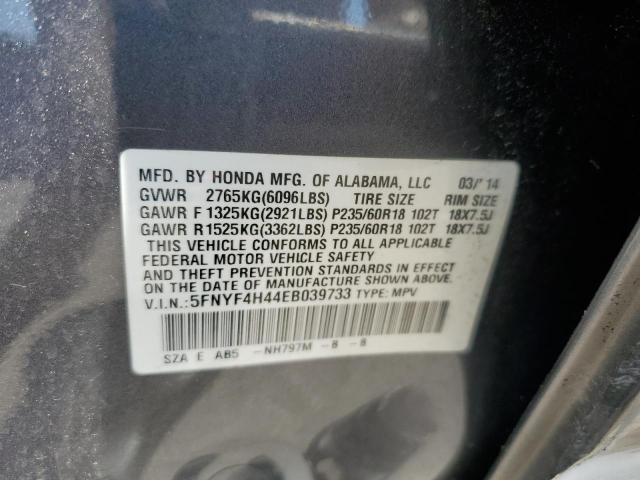 MFD. BY HONDA MFG. OF ALABAMA, LLC 03/'14
GVWR 2765KG(6096LBS) TIRE SIZE RIM SIZE
GAWR F 1325KG(2921LBS) P235/60R18 102T 18X7.5J
GAWR R 1525KG(3362LBS) P235/60R18 102T 18X7.5J
THIS VEHICLE CONFORMS TO ALL APPLICABLE
FEDERAL MOTOR VEHICLE SAFETY
AND THEFT PREVENTION STANDARDS IN EFFECT
ON THE DATE OF MANUFACTURE SHOWN ABOVE.
V.I.N.: 5FNYF4H44EB039733 TYPE: MPV
SZA E AB5 -NH797M -B -B